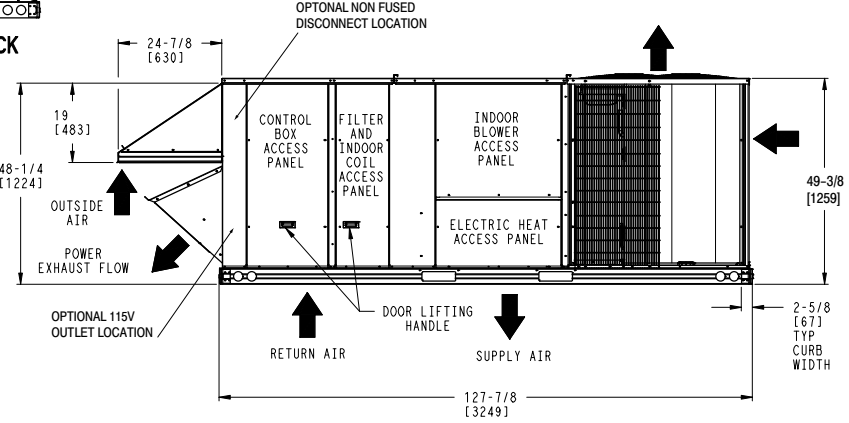 OPTONAL NON FUSED
DISCONNECT LOCATION
CK
24-7/8
[630]
19
[483]
48-1/4
[1224]
CONTROL
BOX
ACCESS
PANEL
FILTER
AND
INDOOR
COIL
ACCESS
PANEL
INDOOR
BLOWER
ACCESS
PANEL
ELECTRIC HEAT
ACCESS PANEL
49-3/8
[1259]
OUTSIDE
AIR
POWER
EXHAUST FLOW
OPTIONAL 115V
OUTLET LOCATION
DOOR LIFTING
HANDLE
RETURN AIR
SUPPLY AIR
2-5/8
[67]
TYP
CURB
WIDTH
127-7/8
[3249]